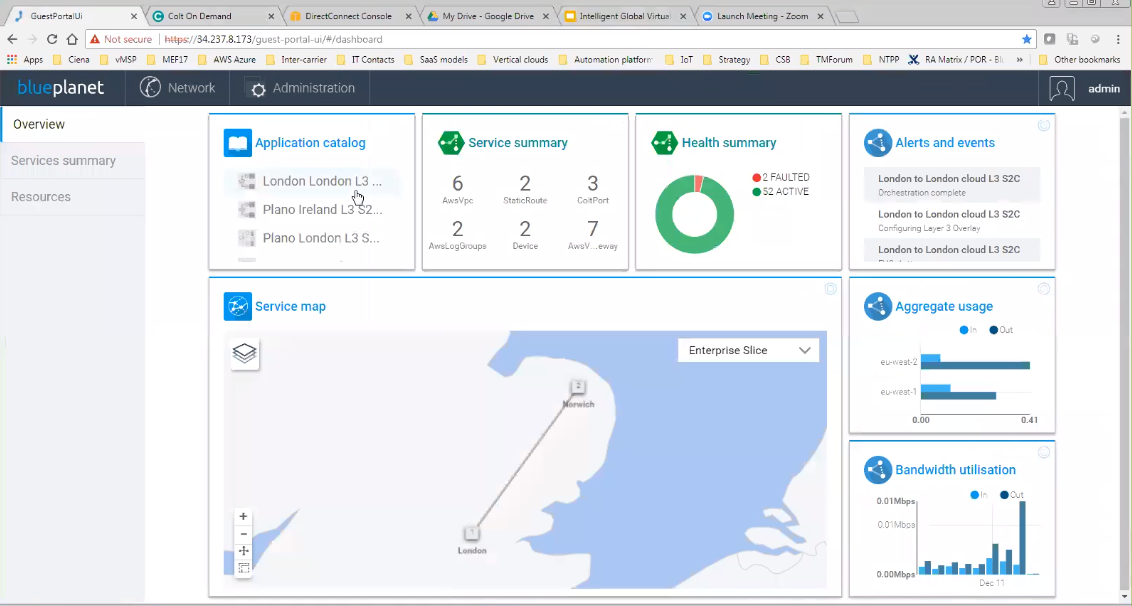 GuestPortalUi
Colt On Demand
DirectConnect Console
My Drive - Google Drive
Intelligent Global Virtual
Launch Meeting - Zoom
Not secure | https://34.237.8.173/guest-portal-ui/#/dashboard
Apps Ciena vMSP MEF17 AWS Azure Inter-carrier IT Contacts SaaS models Vertical clouds Automation platform IoT Strategy CSB TMForum NTPP RA Matrix / POR - Blu » Other bookmarks
blueplanet Network Administration admin
Overview
Services summary
Resources
Application catalog
London London L3 ...
Plano Ireland L3 S2...
Plano London L3 S...
Service summary
6 2 3
AwsVpc StaticRoute ColtPort
2 2 7
AwsLogGroups Device AwsV...eway
Health summary
2 FAULTED
52 ACTIVE
Alerts and events
London to London cloud L3 S2C
Orchestration complete
London to London cloud L3 S2C
Configuring Layer 3 Overlay
London to London cloud L3 S2C
Service map
Enterprise Slice
2
Norwich
1
London
+
−
Aggregate usage
In Out
eu-west-2
eu-west-1
0.00 0.41
Bandwidth utilisation
In Out
0.01Mbps
0.01Mbps
0.00Mbps
Dec 11